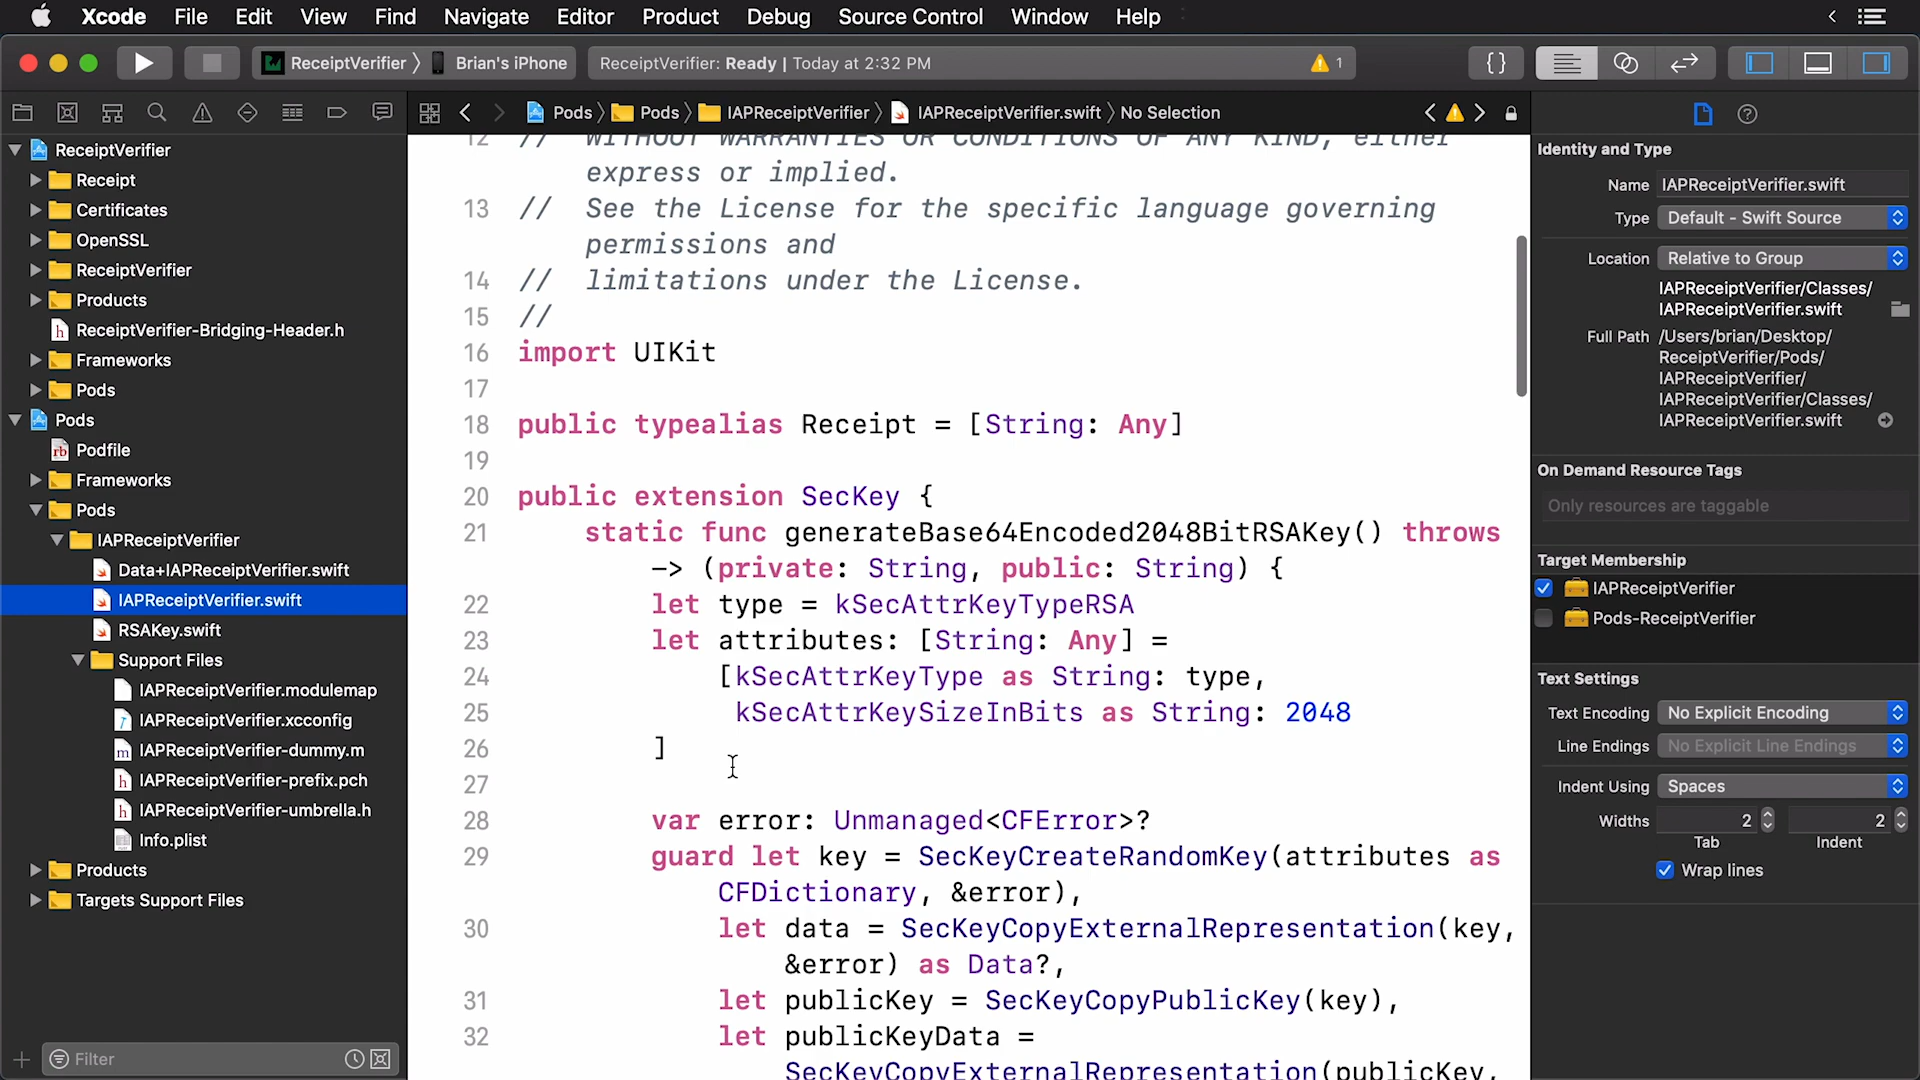 Xcode File Edit View Find Navigate Editor Product Debug Source Control Window Help
ReceiptVerifier Brian's iPhone ReceiptVerifier: Ready | Today at 2:32 PM 1 {}
Pods Pods IAPReceiptVerifier IAPReceiptVerifier.swift No Selection
ReceiptVerifier
Receipt
Certificates
OpenSSL
ReceiptVerifier
Products
ReceiptVerifier-Bridging-Header.h
Frameworks
Pods
Pods
Podfile
Frameworks
Pods
IAPReceiptVerifier
Data+IAPReceiptVerifier.swift
IAPReceiptVerifier.swift
RSAKey.swift
Support Files
IAPReceiptVerifier.modulemap
IAPReceiptVerifier.xcconfig
IAPReceiptVerifier-dummy.m
IAPReceiptVerifier-prefix.pch
IAPReceiptVerifier-umbrella.h
Info.plist
Products
Targets Support Files
Filter
12 // WITHOUT WARRANTIES OR CONDITIONS OF ANY KIND, either
express or implied.
13 // See the License for the specific language governing
permissions and
14 // limitations under the License.
15 //
16 import UIKit
17
18 public typealias Receipt = [String: Any]
19
20 public extension SecKey {
21 static func generateBase64Encoded2048BitRSAKey() throws
-> (private: String, public: String) {
22 let type = kSecAttrKeyTypeRSA
23 let attributes: [String: Any] =
24 [kSecAttrKeyType as String: type,
25 kSecAttrKeySizeInBits as String: 2048
26 ]
27
28 var error: Unmanaged<CFError>?
29 guard let key = SecKeyCreateRandomKey(attributes as
CFDictionary, &error),
30 let data = SecKeyCopyExternalRepresentation(key,
&error) as Data?,
31 let publicKey = SecKeyCopyPublicKey(key),
32 let publicKeyData =
SecKeyCopyExternalRepresentation(publicKey,
Identity and Type
Name IAPReceiptVerifier.swift
Type Default - Swift Source
Location Relative to Group
IAPReceiptVerifier/Classes/
IAPReceiptVerifier.swift
Full Path /Users/brian/Desktop/
ReceiptVerifier/Pods/
IAPReceiptVerifier/
IAPReceiptVerifier/Classes/
IAPReceiptVerifier.swift
On Demand Resource Tags
Only resources are taggable
Target Membership
IAPReceiptVerifier
Pods-ReceiptVerifier
Text Settings
Text Encoding No Explicit Encoding
Line Endings No Explicit Line Endings
Indent Using Spaces
Widths 2 2
Tab Indent
Wrap lines